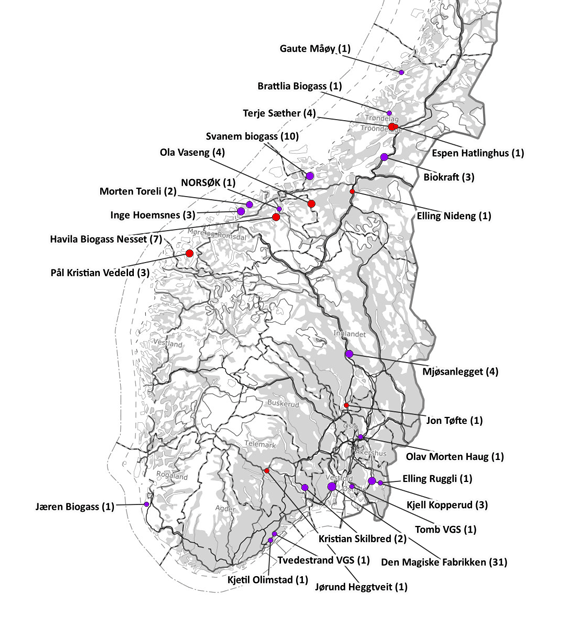 Gaute Måøy (1)
Brattlia Biogass (1)
Terje Sæther (4)
Trøndelag
Trööndelage
Svanem biogass (10)
Espen Hatlinghus (1)
Ola Vaseng (4)
Biokraft (3)
NORSØK (1)
Morten Toreli (2)
Inge Hoemsnes (3)
Elling Nideng (1)
Havila Biogass Nesset (7)
Møre og Romsdal
Pål Kristian Vedeld (3)
Innlandet
Vestland
Mjøsanlegget (4)
Buskerud
Jon Tøfte (1)
Telemark
Olav Morten Haug (1)
Rogaland
Elling Ruggli (1)
Jæren Biogass (1)
Agder
Kjell Kopperud (3)
Tomb VGS (1)
Kristian Skilbred (2)
Tvedestrand VGS (1)
Den Magiske Fabrikken (31)
Kjetil Olimstad (1)
Jørund Heggtveit (1)